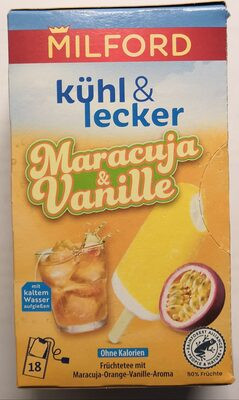 MILFORD
kühl &
lecker
Maracuja
&
Vanille
mit
kaltem
Wasser
aufgießen
18
Ohne Kalorien
Früchtetee mit
Maracuja-Orange-Vanille-Aroma
50% Früchte